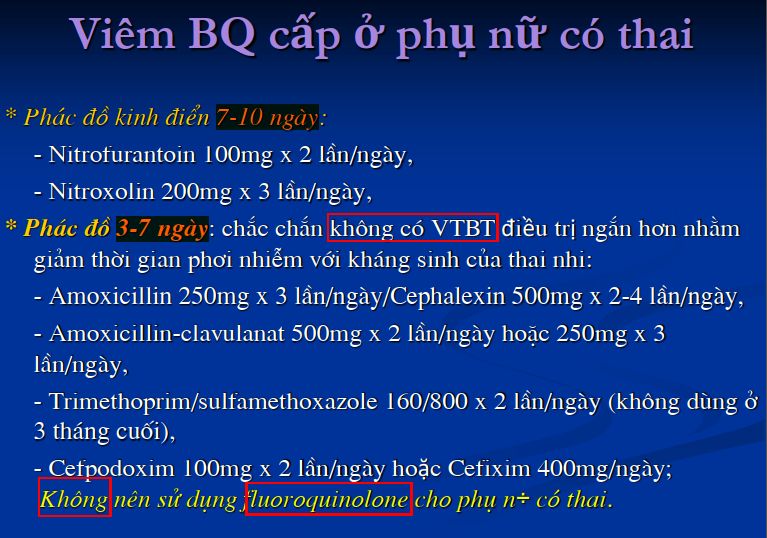 Viêm BQ cấp ở phụ nữ có thai
* Phác đồ kinh điển 7-10 ngày:
- Nitrofurantoin 100mg x 2 lần/ngày,
- Nitroxolin 200mg x 3 lần/ngày,
* Phác đồ 3-7 ngày: chắc chắn không có VTBT điều trị ngắn hơn nhằm
giảm thời gian phơi nhiễm với kháng sinh của thai nhi:
- Amoxicillin 250mg x 3 lần/ngày/Cephalexin 500mg x 2-4 lần/ngày,
- Amoxicillin-clavulanat 500mg x 2 lần/ngày hoặc 250mg x 3
lần/ngày,
- Trimethoprim/sulfamethoxazole 160/800 x 2 lần/ngày (không dùng ở
3 tháng cuối),
- Cefpodoxim 100mg x 2 lần/ngày hoặc Cefixim 400mg/ngày;
Không nên sử dụng fluoroquinolone cho phụ n÷ có thai.